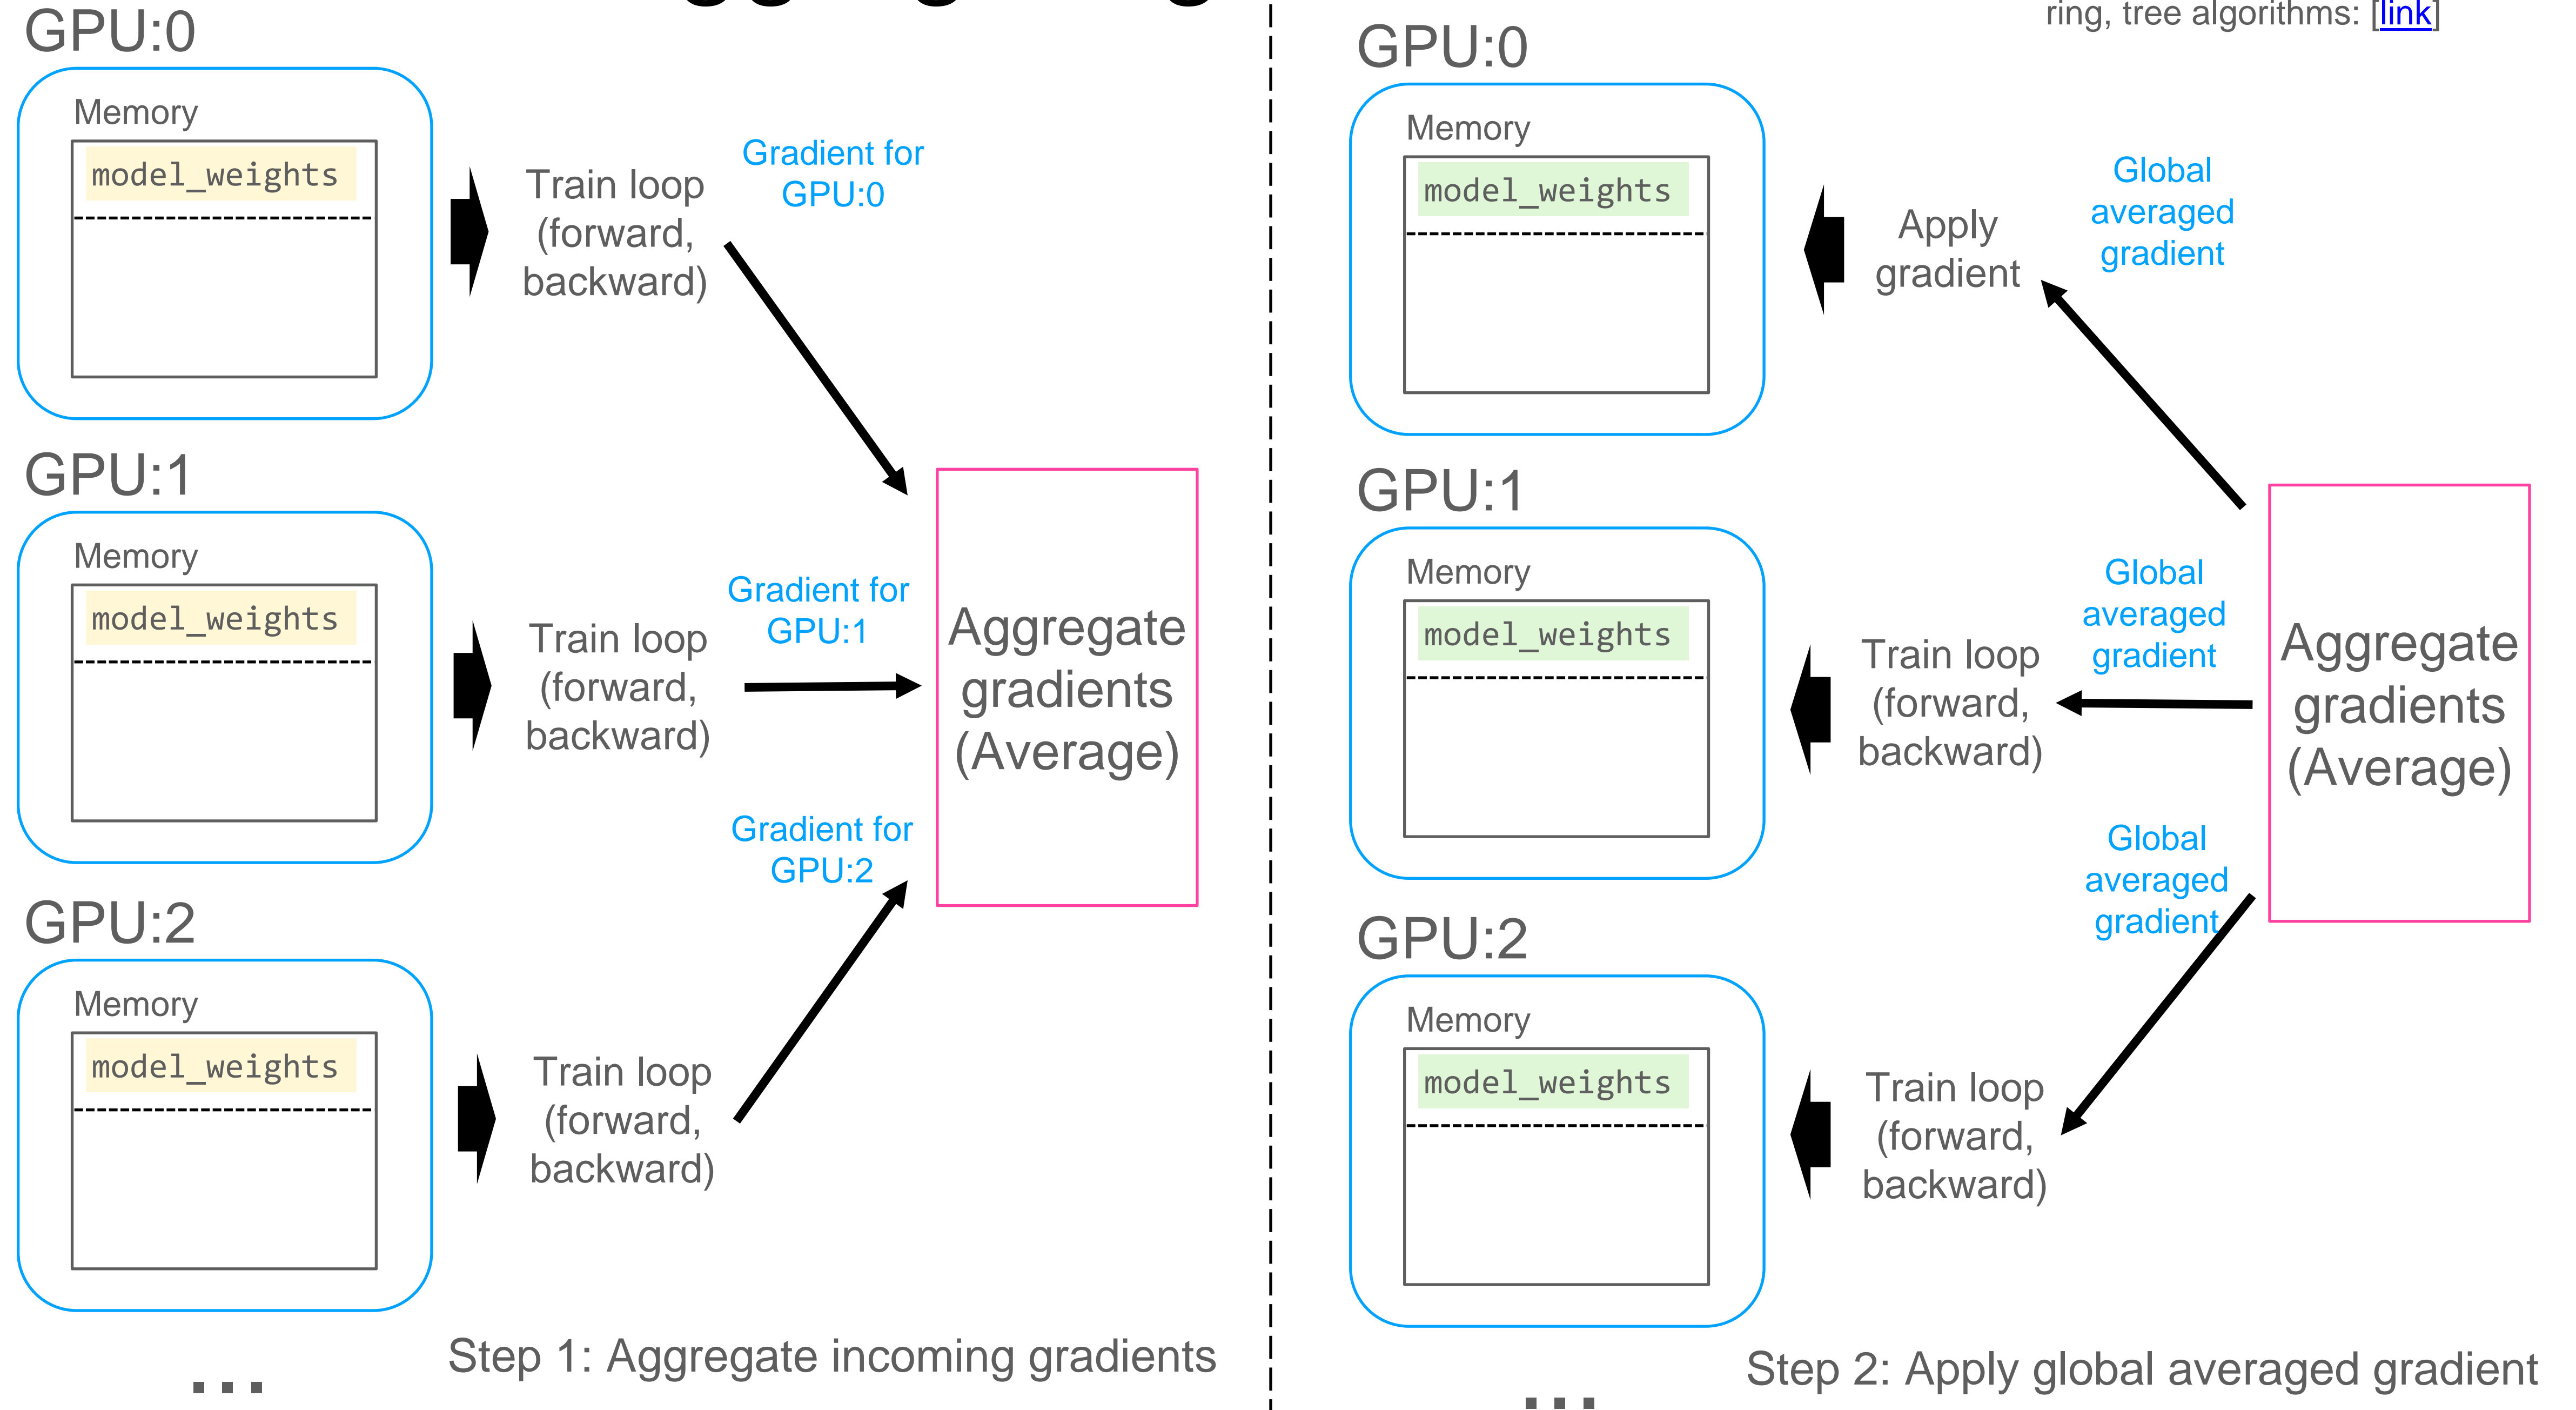 GPU:0
Memory
model_weights
Train loop
(forward,
backward)
Gradient for
GPU:0
GPU:1
Memory
model_weights
Train loop
(forward,
backward)
Gradient for
GPU:1
Aggregate
gradients
(Average)
Gradient for
GPU:2
GPU:2
Memory
model_weights
Train loop
(forward,
backward)
Step 1: Aggregate incoming gradients
...
ring, tree algorithms: [link]
GPU:0
Memory
model_weights
Apply
gradient
Global
averaged
gradient
GPU:1
Memory
model_weights
Train loop
(forward,
backward)
Global
averaged
gradient
Aggregate
gradients
(Average)
Global
averaged
gradient
GPU:2
Memory
model_weights
Train loop
(forward,
backward)
Step 2: Apply global averaged gradient
...